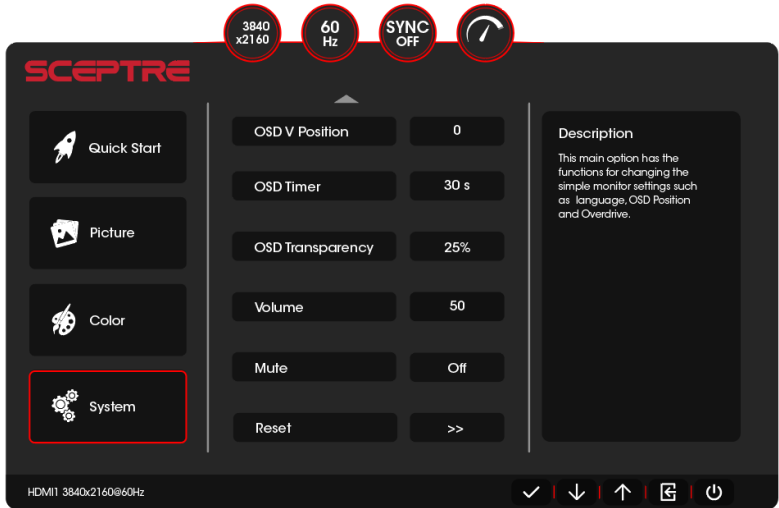 3840
x2160
60
Hz
SYNC
OFF
SCEPTRE
Quick Start
Picture
Color
System
OSD V Position 0
OSD Timer 30 s
OSD Transparency 25%
Volume 50
Mute Off
Reset >>
Description
This main option has the
functions for changing the
simple monitor settings such
as language, OSD Position
and Overdrive.
HDMI1 3840x2160@60Hz